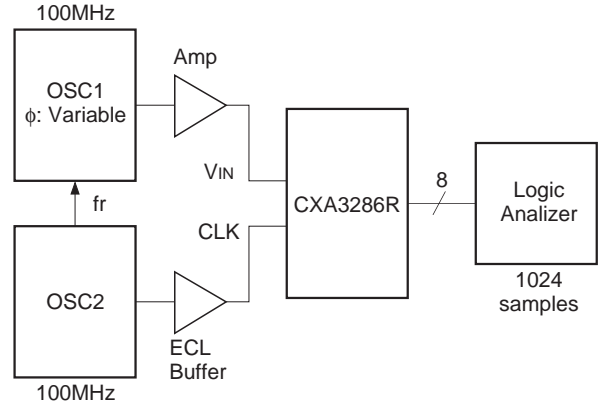 100MHz
OSC1
ϕ: Variable
Amp
VIN
fr
CLK
CXA3286R
8
Logic
Analizer
1024
samples
OSC2
ECL
Buffer
100MHz